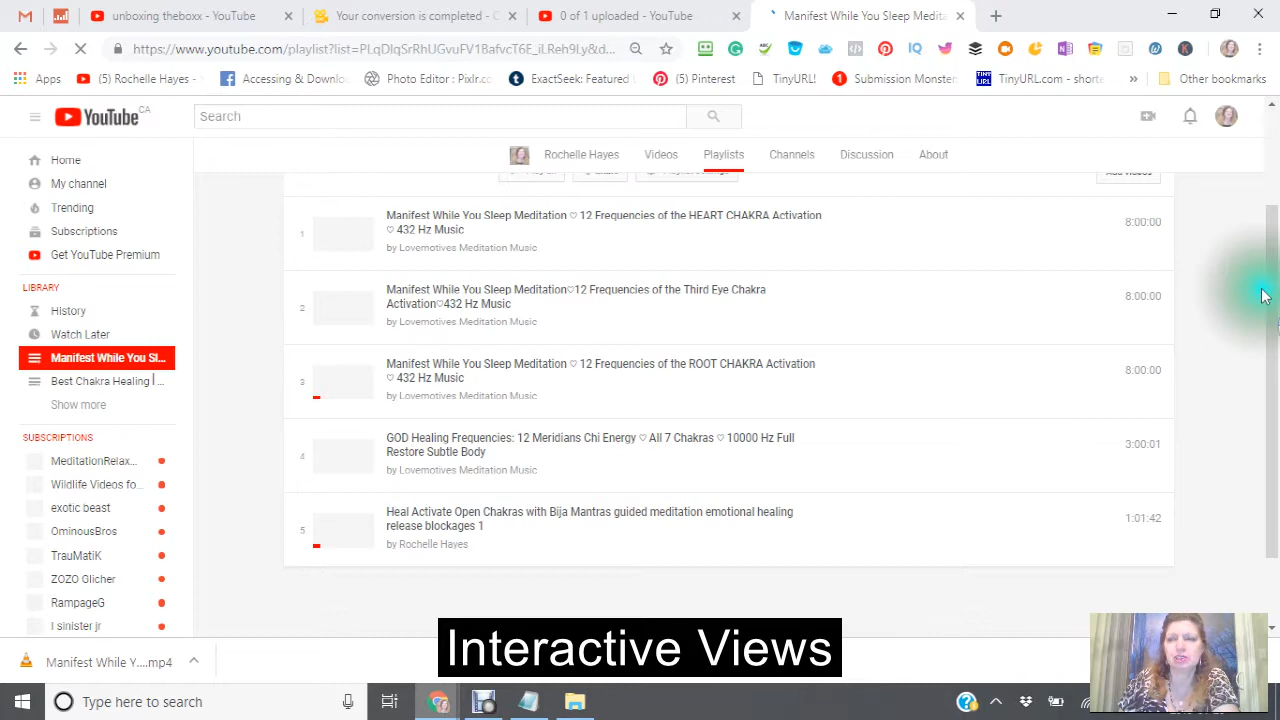 unboxing theboxx - YouTube
Your conversion is completed - C
0 of 1 uploaded - YouTube
Manifest While You Sleep Medita
https://www.youtube.com/playlist?list=PLqDlqSrRhUGvuFV1BafvcT6E_iLReh9Ly&d...
Apps
(5) Rochelle Hayes -
Accessing & Downlo
Photo Editor : Pixlr.co
ExactSeek: Featured
(5) Pinterest
TinyURL!
Submission Monster
TinyURL.com - shorte
Other bookmarks
YouTube CA
Search
Rochelle Hayes
Videos
Playlists
Channels
Discussion
About
Home
My channel
Trending
Subscriptions
Get YouTube Premium
LIBRARY
History
Watch Later
Manifest While You Sl...
Best Chakra Healing | ...
Show more
SUBSCRIPTIONS
MeditationRelax...
Wildlife Videos fo...
exotic beast
OminousBros
TrauMatiK
ZOZO Glicher
RampageG
I sinister jr
1
Manifest While You Sleep Meditation ♡ 12 Frequencies of the HEART CHAKRA Activation
♡ 432 Hz Music
by Lovemotives Meditation Music
8:00:00
2
Manifest While You Sleep Meditation♡12 Frequencies of the Third Eye Chakra
Activation♡432 Hz Music
by Lovemotives Meditation Music
8:00:00
3
Manifest While You Sleep Meditation ♡ 12 Frequencies of the ROOT CHAKRA Activation
♡ 432 Hz Music
by Lovemotives Meditation Music
8:00:00
4
GOD Healing Frequencies: 12 Meridians Chi Energy ♡ All 7 Chakras ♡ 10000 Hz Full
Restore Subtle Body
by Lovemotives Meditation Music
3:00:01
5
Heal Activate Open Chakras with Bija Mantras guided meditation emotional healing
release blockages 1
by Rochelle Hayes
1:01:42
Interactive Views
Manifest While Y....mp4
Type here to search